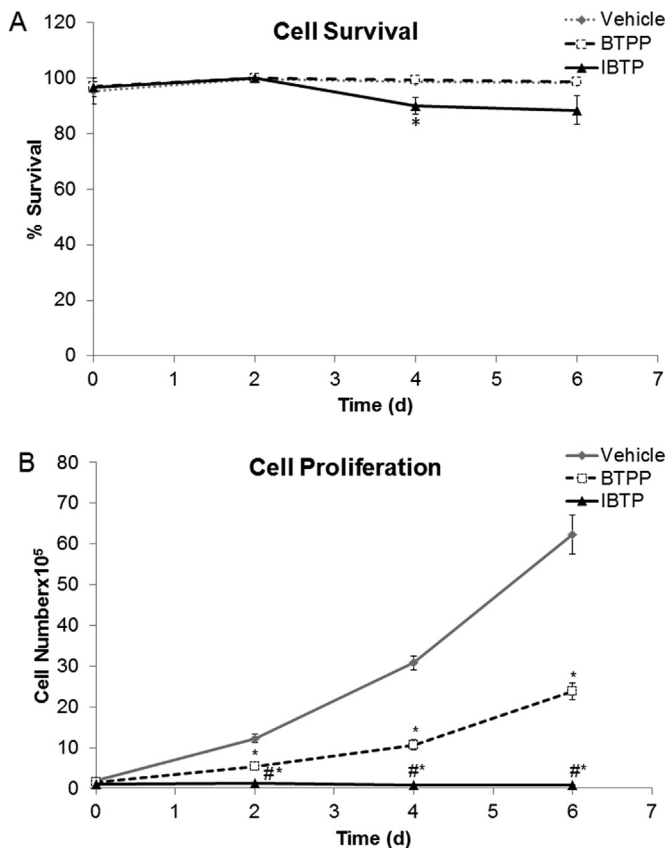 A
Cell Survival
Vehicle
BTPP
IBTP
120
100
80
60
40
20
0
% Survival
*
0 1 2 3 4 5 6 7
Time (d)
B
Cell Proliferation
Vehicle
BTPP
IBTP
80
70
60
50
40
30
20
10
0
Cell Numberx10⁵
*
*
*
#* #* #*
0 1 2 3 4 5 6 7
Time (d)